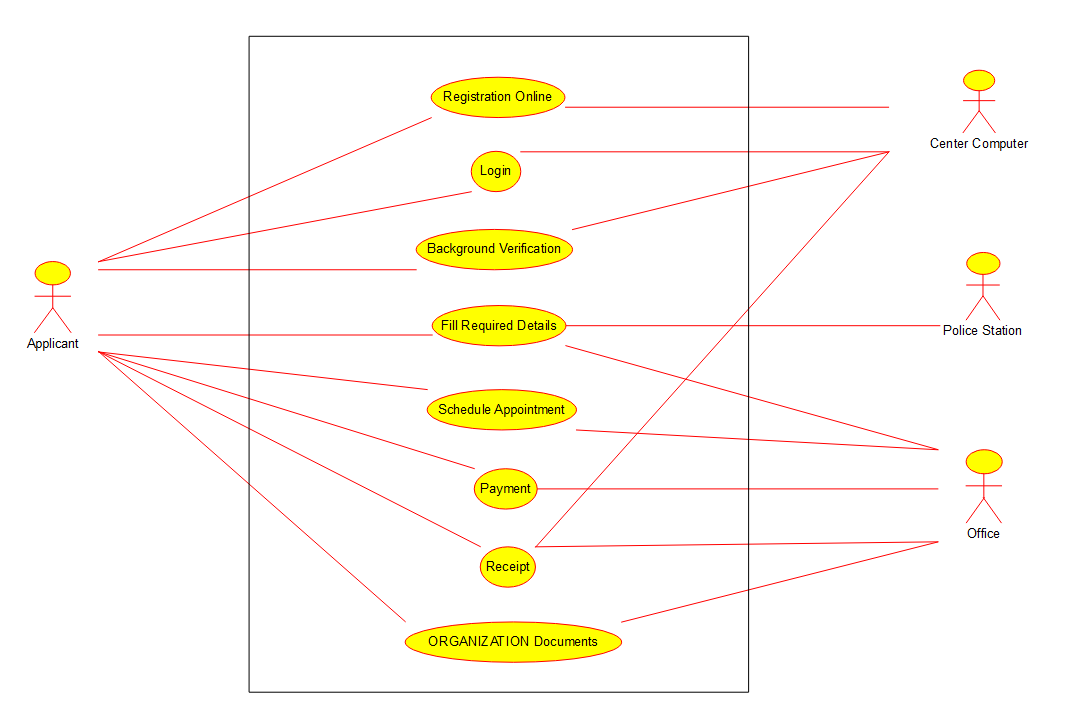 Registration Online
Center Computer
Login
Background Verification
Fill Required Details
Police Station
Applicant
Schedule Appointment
Payment
Office
Receipt
ORGANIZATION Documents